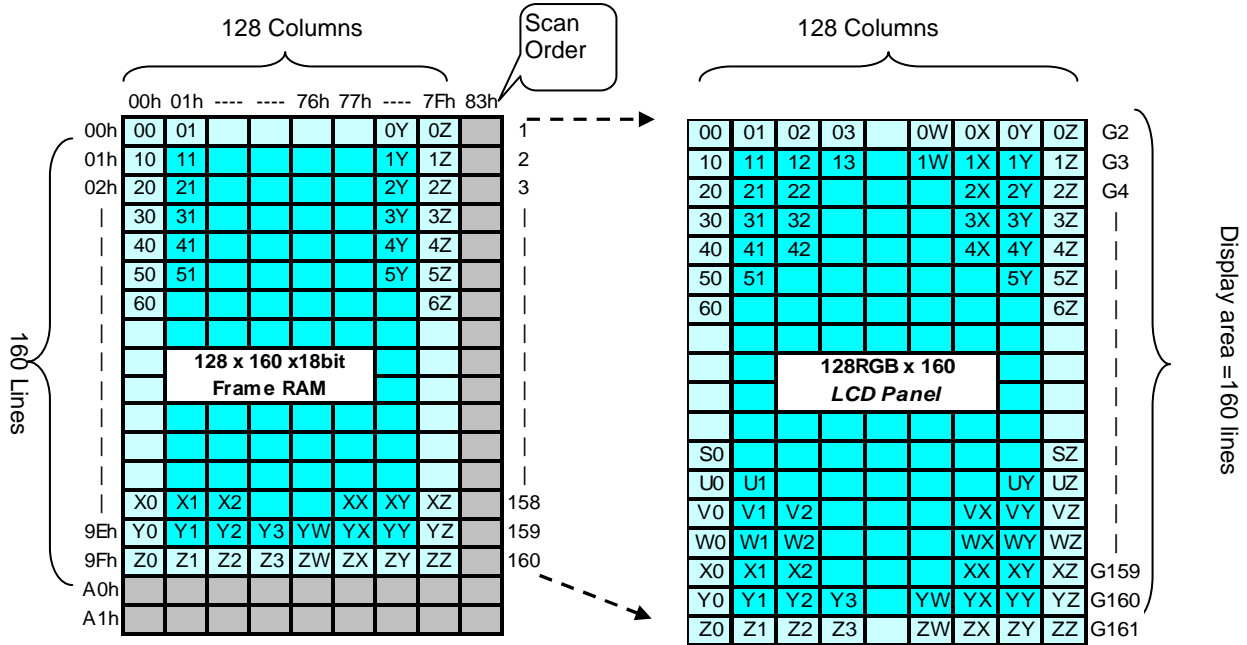 128 Columns
Scan Order
128 Columns
00h 01h ---- ---- 76h 77h ---- 7Fh 83h
00h 00 01 0Y 0Z 1
01h 10 11 1Y 1Z 2
02h 20 21 2Y 2Z 3
30 31 3Y 3Z
40 41 4Y 4Z
50 51 5Y 5Z
60 6Z
128 x 160 x18bit
Frame RAM
X0 X1 X2 XX XY XZ 158
9Eh Y0 Y1 Y2 Y3 YW YX YY YZ 159
9Fh Z0 Z1 Z2 Z3 ZW ZX ZY ZZ 160
A0h
A1h
160 Lines
00 01 02 03 0W 0X 0Y 0Z G2
10 11 12 13 1W 1X 1Y 1Z G3
20 21 22 2X 2Y 2Z G4
30 31 32 3X 3Y 3Z
40 41 42 4X 4Y 4Z
50 51 5Y 5Z
60 6Z
128RGB x 160
LCD Panel
S0 SZ
U0 U1 UY UZ
V0 V1 V2 VX VY VZ
W0 W1 W2 WX WY WZ
X0 X1 X2 XX XY XZ G159
Y0 Y1 Y2 Y3 YW YX YY YZ G160
Z0 Z1 Z2 Z3 ZW ZX ZY ZZ G161
Display area =160 lines